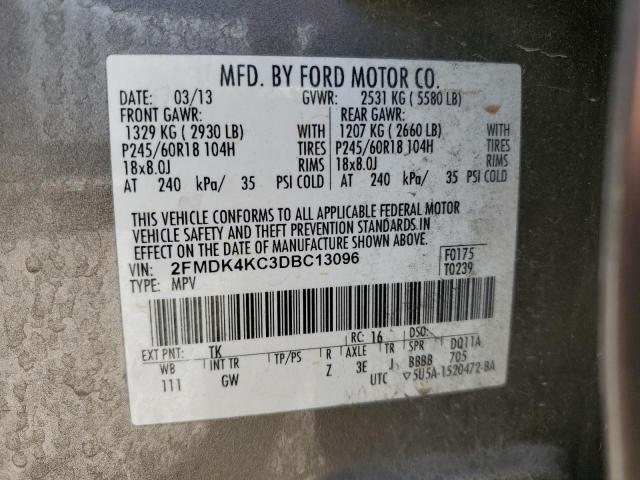 MFD. BY FORD MOTOR CO.
DATE: 03/13 GVWR: 2531 KG ( 5580 LB)
FRONT GAWR: REAR GAWR:
1329 KG ( 2930 LB) WITH 1207 KG ( 2660 LB) WITH
P245/60R18 104H TIRES P245/60R18 104H TIRES
18x8.0J RIMS 18x8.0J RIMS
AT 240 kPa/ 35 PSI COLD AT 240 kPa/ 35 PSI COLD
THIS VEHICLE CONFORMS TO ALL APPLICABLE FEDERAL MOTOR
VEHICLE SAFETY AND THEFT PREVENTION STANDARDS IN
EFFECT ON THE DATE OF MANUFACTURE SHOWN ABOVE.
VIN: 2FMDK4KC3DBC13096 F0175
TYPE: MPV T0239
EXT PNT: TK RC: 16 DSO:
WB INT TR TP/PS R AXLE TR SPR DQ11A
111 GW Z 3E J BBBB 705
UTC ▽5U5A-1520472-BA